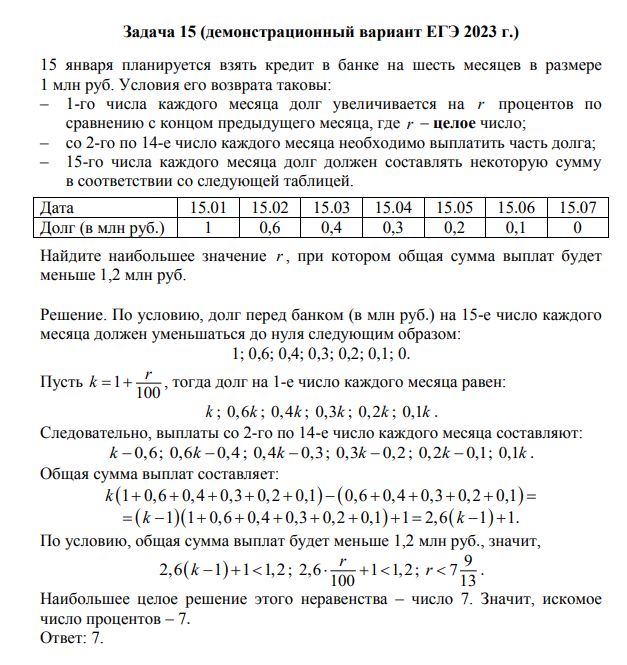 Задача 15 (демонстрационный вариант ЕГЭ 2023 г.)
15 января планируется взять кредит в банке на шесть месяцев в размере
1 млн руб. Условия его возврата таковы:
– 1-го числа каждого месяца долг увеличивается на r процентов по
сравнению с концом предыдущего месяца, где r – целое число;
– со 2-го по 14-е число каждого месяца необходимо выплатить часть долга;
– 15-го числа каждого месяца долг должен составлять некоторую сумму
в соответствии со следующей таблицей.
Дата 15.01 15.02 15.03 15.04 15.05 15.06 15.07
Долг (в млн руб.) 1 0,6 0,4 0,3 0,2 0,1 0
Найдите наибольшее значение r, при котором общая сумма выплат будет
меньше 1,2 млн руб.
Решение. По условию, долг перед банком (в млн руб.) на 15-е число каждого
месяца должен уменьшаться до нуля следующим образом:
1; 0,6; 0,4; 0,3; 0,2; 0,1; 0.
Пусть k = 1 + r/100, тогда долг на 1-е число каждого месяца равен:
k; 0,6k; 0,4k; 0,3k; 0,2k; 0,1k.
Следовательно, выплаты со 2-го по 14-е число каждого месяца составляют:
k − 0,6; 0,6k − 0,4; 0,4k − 0,3; 0,3k − 0,2; 0,2k − 0,1; 0,1k.
Общая сумма выплат составляет:
k(1 + 0,6 + 0,4 + 0,3 + 0,2 + 0,1) − (0,6 + 0,4 + 0,3 + 0,2 + 0,1) =
= (k − 1)(1 + 0,6 + 0,4 + 0,3 + 0,2 + 0,1) + 1 = 2,6(k − 1) + 1.
По условию, общая сумма выплат будет меньше 1,2 млн руб., значит,
2,6(k − 1) + 1 < 1,2; 2,6 · r/100 + 1 < 1,2; r < 7 9/13.
Наибольшее целое решение этого неравенства – число 7. Значит, искомое
число процентов – 7.
Ответ: 7.